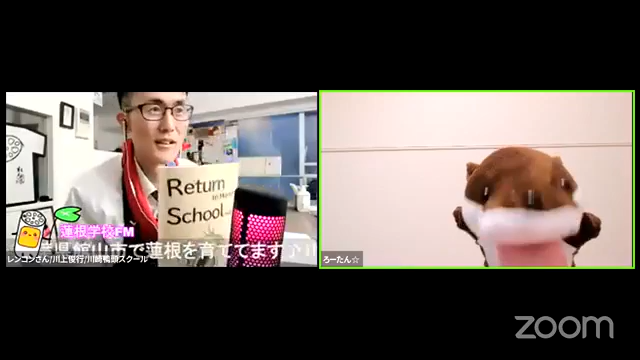 Return
School
蓮根学校FM
県館山市で蓮根を育ててます♪
レンコンさん/川上俊行/川崎鴨頭スクール
ろーたん☆
zoom